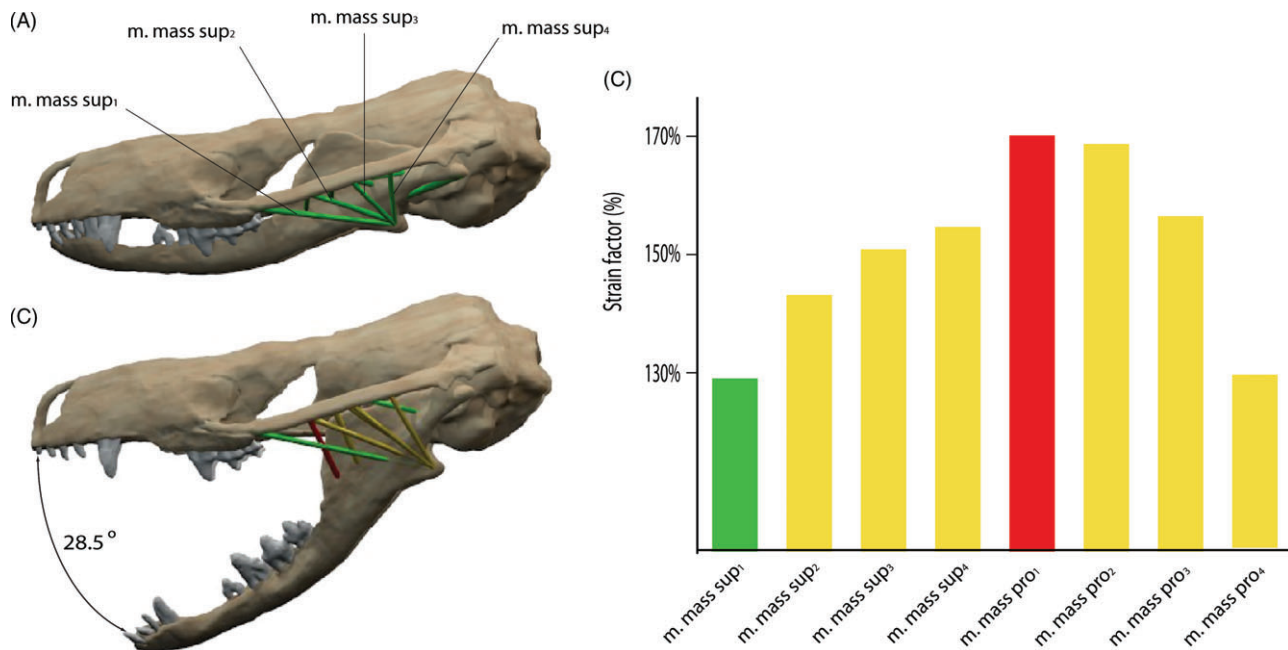 (A)
m. mass sup₃
m. mass sup₂
m. mass sup₄
m. mass sup₁
(C)
28.5 °
(C)
Strain factor (%)
170%
150%
130%
m. mass sup₁
m. mass sup₂
m. mass sup₃
m. mass sup₄
m. mass pro₁
m. mass pro₂
m. mass pro₃
m. mass pro₄